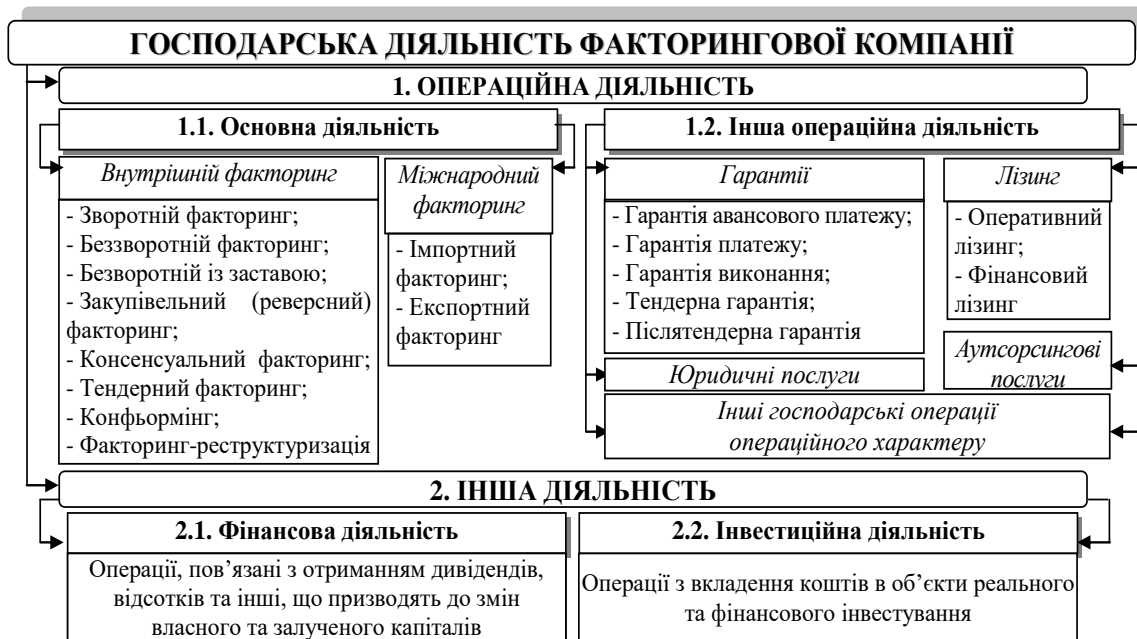 ГОСПОДАРСЬКА ДІЯЛЬНІСТЬ ФАКТОРИНГОВОЇ КОМПАНІЇ
1. ОПЕРАЦІЙНА ДІЯЛЬНІСТЬ
1.1. Основна діяльність
Внутрішній факторинг
- Зворотній факторинг;
- Беззворотній факторинг;
- Безворотній із заставою;
- Закупівельний (реверсний)
факторинг;
- Консенсуальний факторинг;
- Тендерний факторинг;
- Конфьормінг;
- Факторинг-реструктуризація
Міжнародний
факторинг
- Імпортний
факторинг;
- Експортний
факторинг
1.2. Інша операційна діяльність
Гарантії
- Гарантія авансового платежу;
- Гарантія платежу;
- Гарантія виконання;
- Тендерна гарантія;
- Післятендерна гарантія
Лізинг
- Оперативний
лізинг;
- Фінансовий
лізинг
Юридичні послуги
Аутсорсингові
послуги
Інші господарські операції
операційного характеру
2. ІНША ДІЯЛЬНІСТЬ
2.1. Фінансова діяльність
Операції, пов’язані з отриманням дивідендів,
відсотків та інші, що призводять до змін
власного та залученого капіталів
2.2. Інвестиційна діяльність
Операції з вкладення коштів в об’єкти реального
та фінансового інвестування